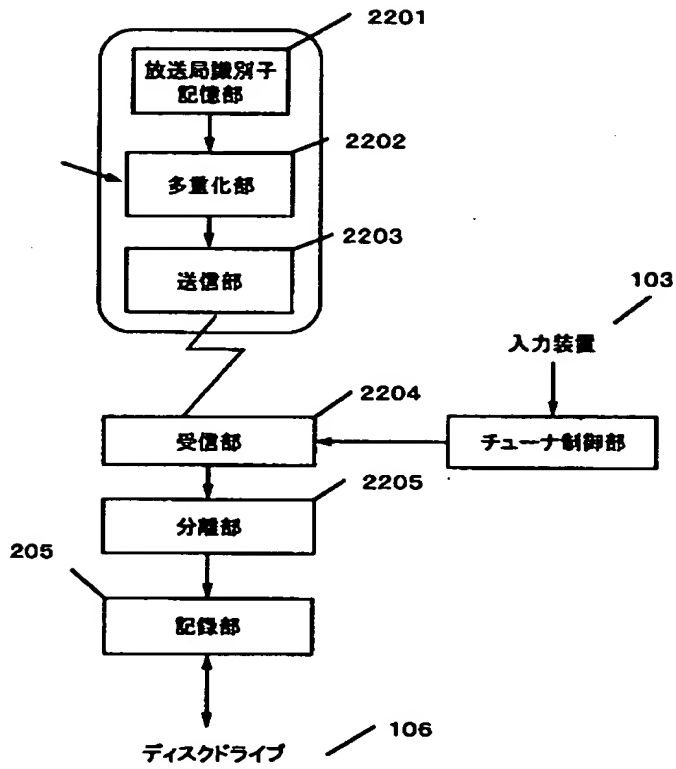 2201
放送局識別子
記憶部
2202
多重化部
2203
送信部
103
入力装置
2204
受信部
チューナ制御部
2205
分離部
205
記録部
ディスクドライブ
106